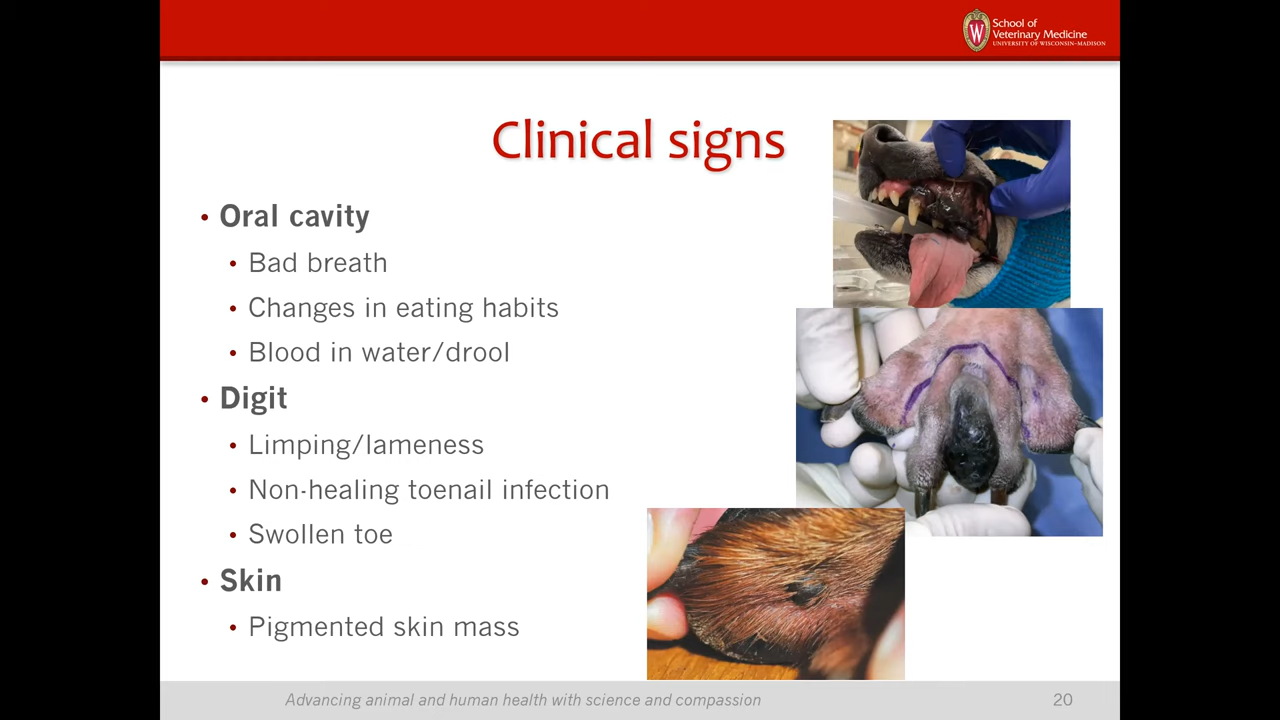 School of
Veterinary Medicine
UNIVERSITY OF WISCONSIN–MADISON
Clinical signs
• Oral cavity
• Bad breath
• Changes in eating habits
• Blood in water/drool
• Digit
• Limping/lameness
• Non-healing toenail infection
• Swollen toe
• Skin
• Pigmented skin mass
Advancing animal and human health with science and compassion
20